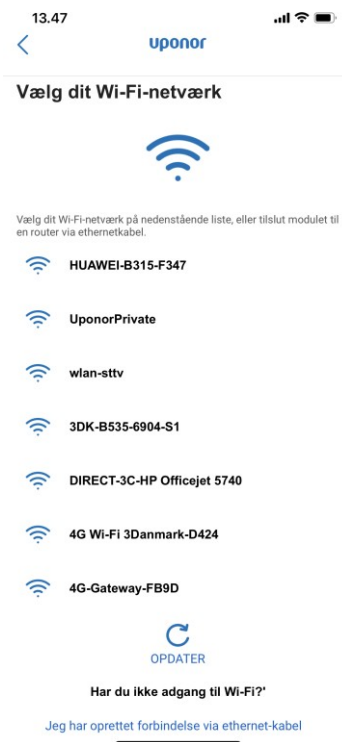 13.47
uponor
Vælg dit Wi-Fi-netværk
Vælg dit Wi-Fi-netværk på nedenstående liste, eller tilslut modulet til
en router via ethernetkabel.
HUAWEI-B315-F347
UponorPrivate
wlan-sttv
3DK-B535-6904-S1
DIRECT-3C-HP Officejet 5740
4G Wi-Fi 3Danmark-D424
4G-Gateway-FB9D
OPDATER
Har du ikke adgang til Wi-Fi?'
Jeg har oprettet forbindelse via ethernet-kabel